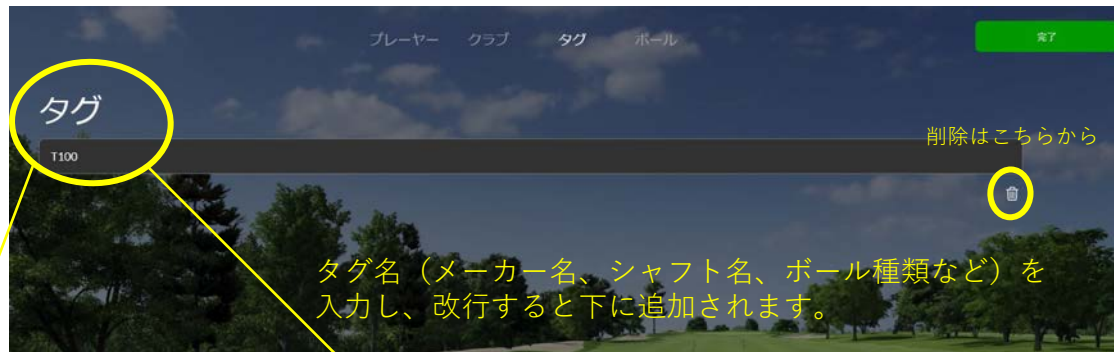 プレーヤー クラブ タグ ボール 完了
タグ
削除はこちらから
T100
タグ名（メーカー名、シャフト名、ボール種類など）を
入力し、改行すると下に追加されます。